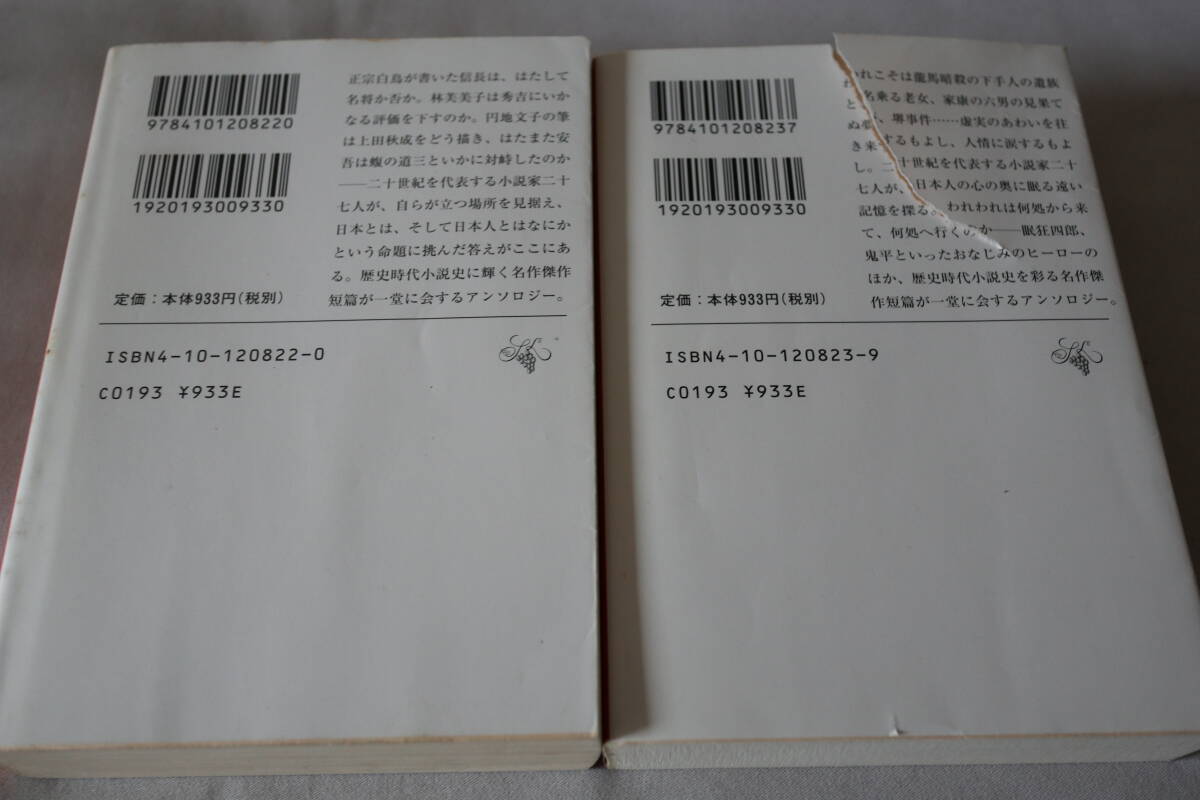 9784101208220
1920193009330
正宗白鳥が書いた信長は、はたして
名将か否か。林芙美子は秀吉にいか
なる評価を下すのか。円地文子の筆
は上田秋成をどう描き、はたまた安
吾は蝮の道三といかに対峙したのか
――二十世紀を代表する小説家二十
七人が、自らが立つ場所を見据え、
日本とは、そして日本人とはなにか
という命題に挑んだ答えがここにあ
る。歴史時代小説史に輝く名作傑作
短篇が一堂に会するアンソロジー。
定価：本体933円（税別）
ISBN4-10-120822-0
C0193 ¥933E
9784101208237
1920193009330
われこそは龍馬暗殺の下手人の遺族
と名乗る老女、家康の六男の見果て
ぬ夢、堺事件……虚実のあわいを往
き来するもよし、人情に涙するもよ
し。二十世紀を代表する小説家二十
七人が、日本人の心の奥に眠る遠い
記憶を探る。われわれは何処から来
て、何処へ行くのか――眠狂四郎、
鬼平といったおなじみのヒーローの
ほか、歴史時代小説史を彩る名作傑
作短篇が一堂に会するアンソロジー。
定価：本体933円（税別）
ISBN4-10-120823-9
C0193 ¥933E